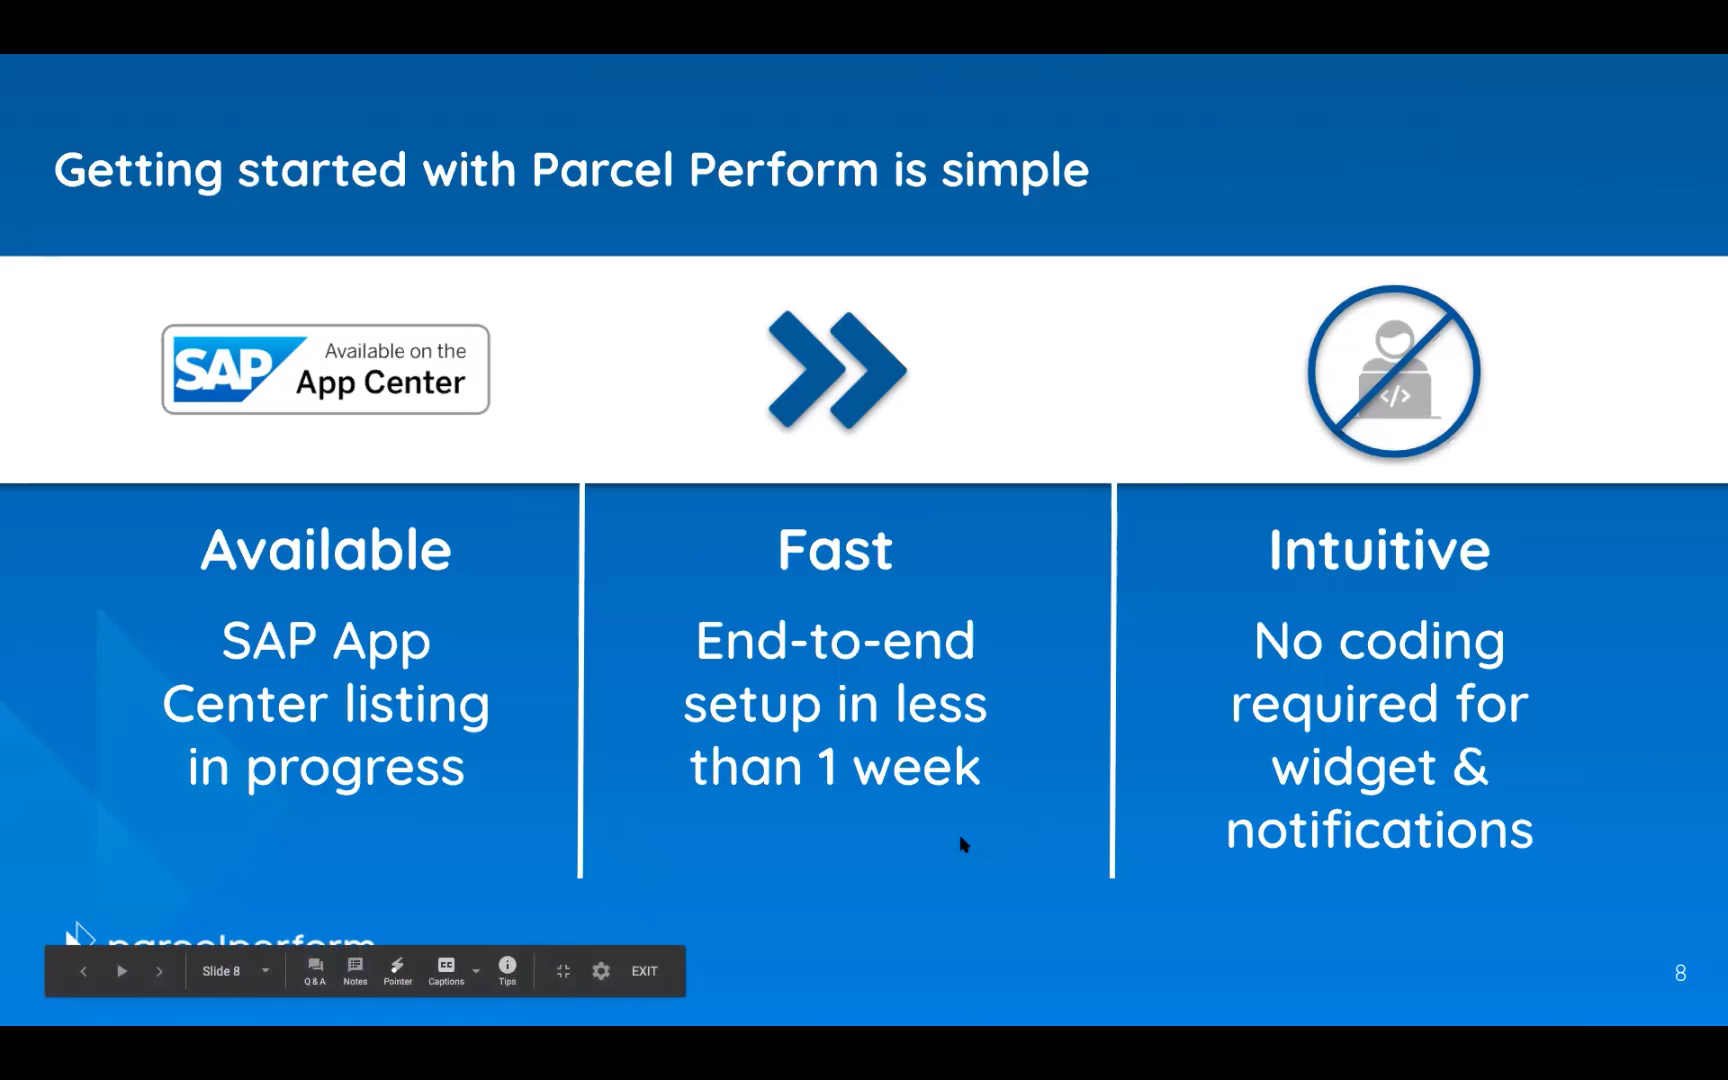 Getting started with Parcel Perform is simple
SAP
Available on the
App Center
</>
Available
SAP App
Center listing
in progress
Fast
End-to-end
setup in less
than 1 week
Intuitive
No coding
required for
widget &
notifications
parcelperform
Slide 8
Q&A
Notes
Pointer
CC
Captions
Tips
EXIT
8